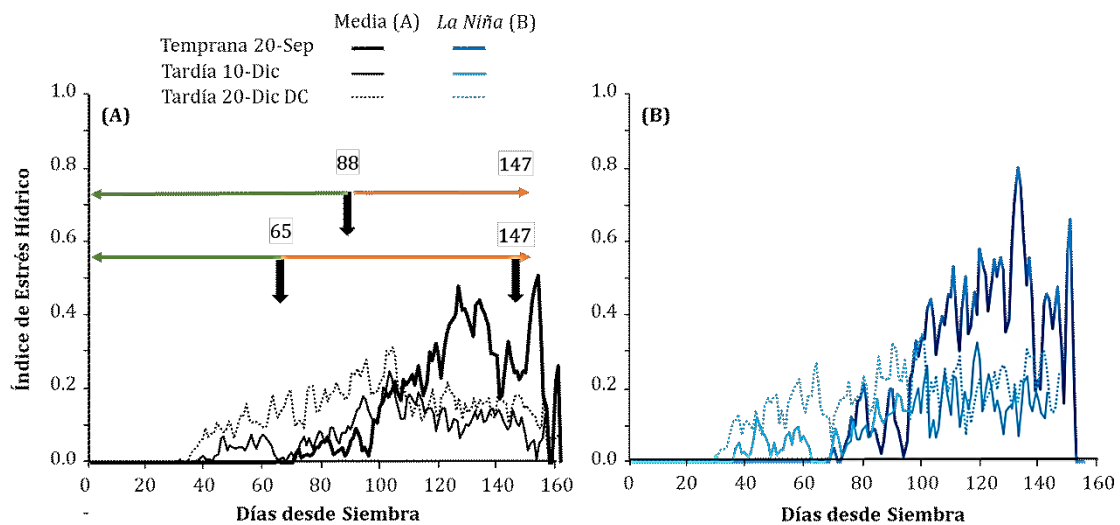 Media (A) La Niña (B)
Temprana 20-Sep
Tardía 10-Dic
Tardía 20-Dic DC
1.0 (A)
0.8
0.6
0.4
0.2
0.0
88 147
65 147
0 20 40 60 80 100 120 140 160
Índice de Estrés Hídrico
Días desde Siembra
1.0 (B)
0.8
0.6
0.4
0.2
0.0
0 20 40 60 80 100 120 140 160
Días desde Siembra